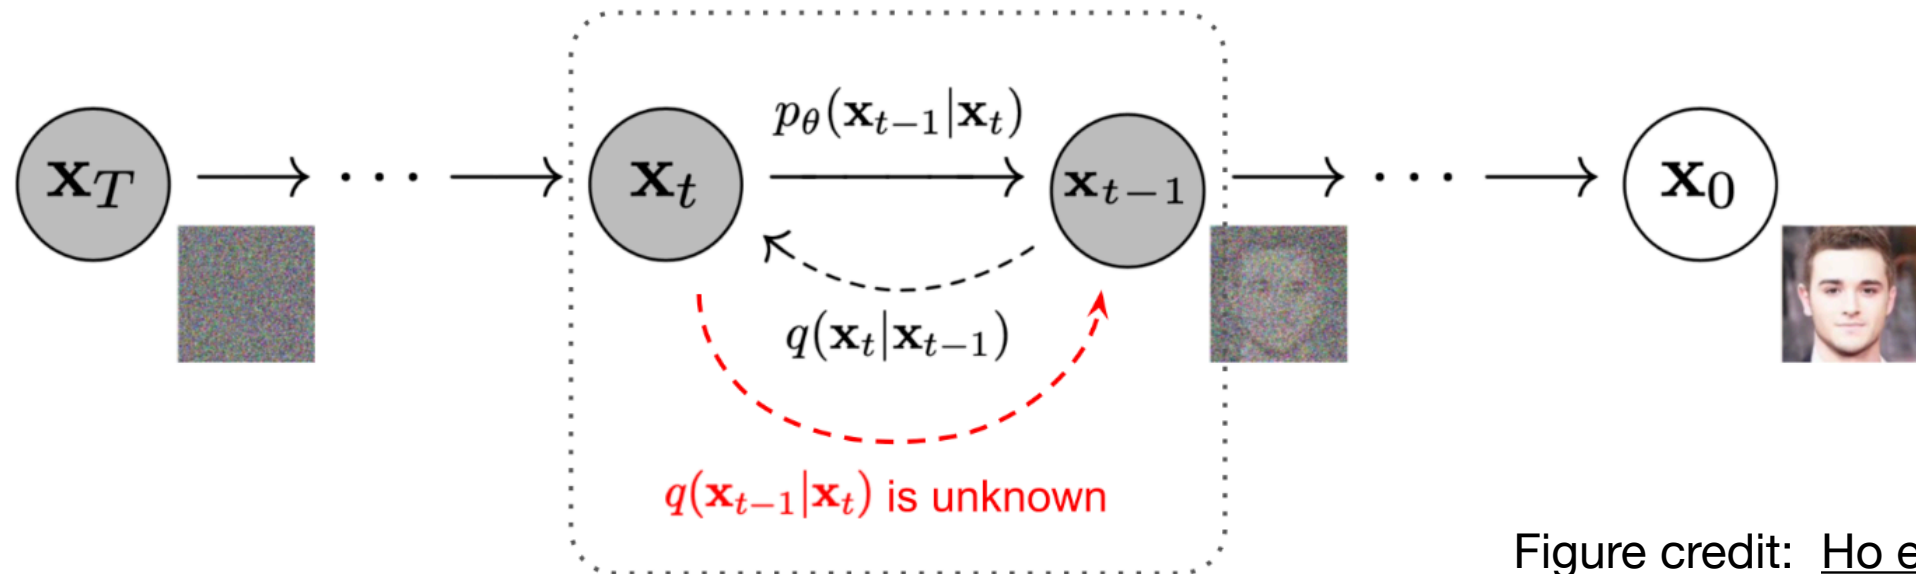 p_θ(x_{t−1}|x_t)
x_T → · · · → x_t → x_{t−1} → · · · → x_0
q(x_t|x_{t−1})
q(x_{t−1}|x_t) is unknown
Figure credit: Ho e